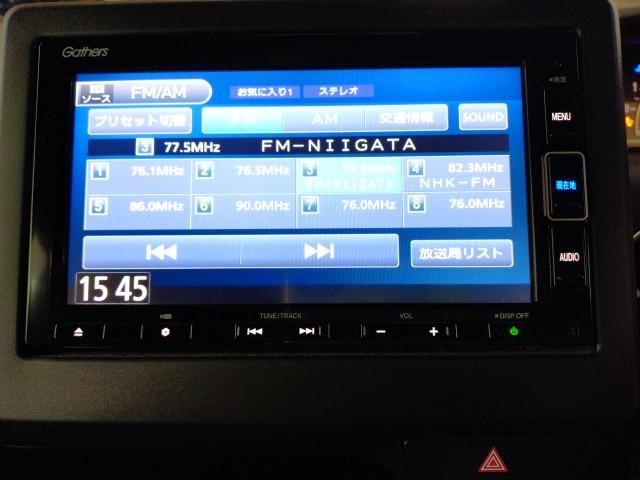 Gathers
ソース FM/AM お気に入り1 ステレオ
プリセット切替 FM AM 交通情報 SOUND
3 77.5MHz FM-NIIGATA
1 76.1MHz 2 76.5MHz 3 77.5MHz 4 82.3MHz
FM-NIIGATA NHK-FM
5 86.0MHz 6 90.0MHz 7 76.0MHz 8 76.0MHz
放送局リスト
15 45
MENU
現在地
AUDIO
TUNE/TRACK VOL DISP.OFF